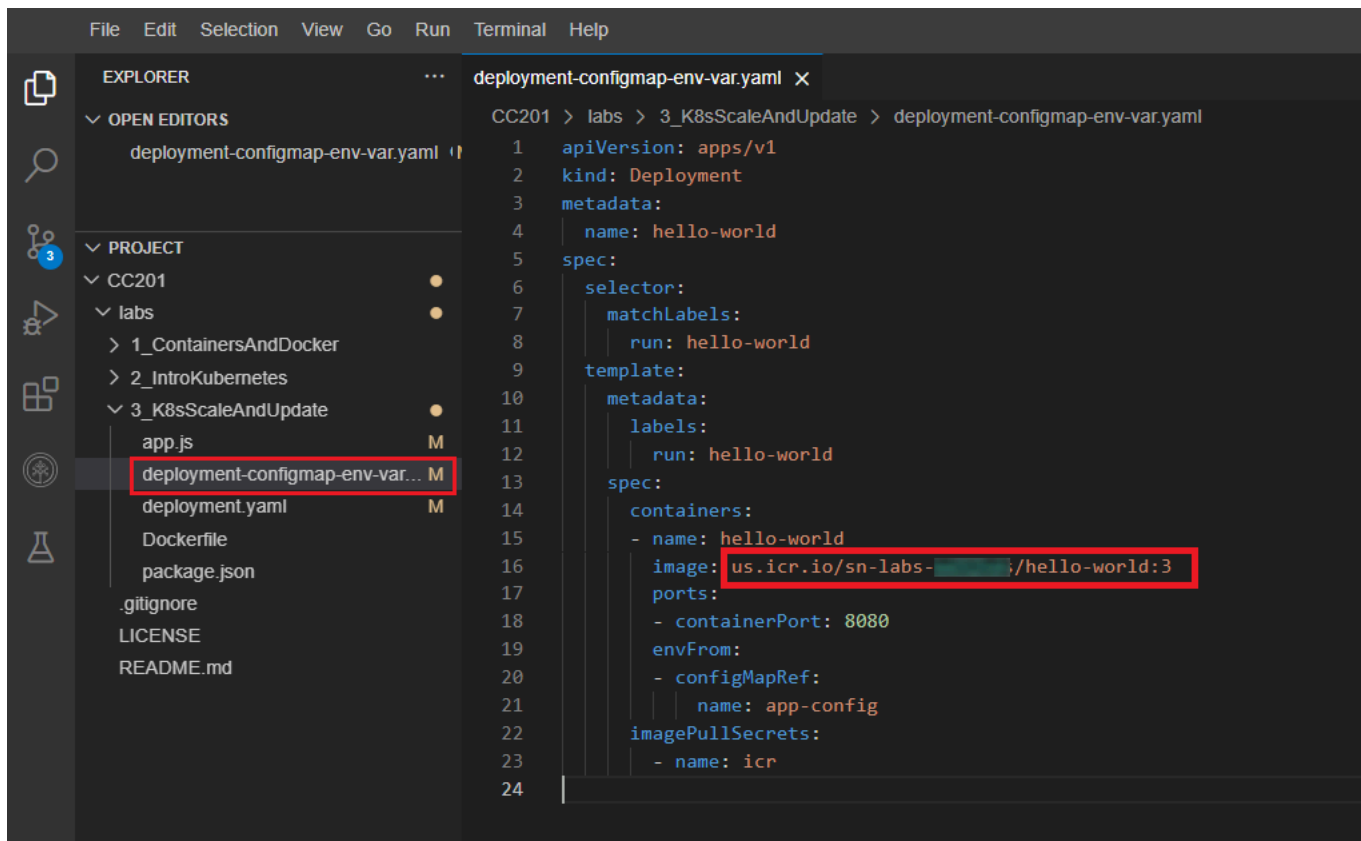 File Edit Selection View Go Run Terminal Help
EXPLORER
OPEN EDITORS
deployment-configmap-env-var.yaml
PROJECT
CC201
labs
1_ContainersAndDocker
2_IntroKubernetes
3_K8sScaleAndUpdate
app.js M
deployment-configmap-env-var... M
deployment.yaml M
Dockerfile
package.json
.gitignore
LICENSE
README.md
3
deployment-configmap-env-var.yaml
CC201 > labs > 3_K8sScaleAndUpdate > deployment-configmap-env-var.yaml
1 apiVersion: apps/v1
2 kind: Deployment
3 metadata:
4 name: hello-world
5 spec:
6 selector:
7 matchLabels:
8 run: hello-world
9 template:
10 metadata:
11 labels:
12 run: hello-world
13 spec:
14 containers:
15 - name: hello-world
16 image: us.icr.io/sn-labs- /hello-world:3
17 ports:
18 - containerPort: 8080
19 envFrom:
20 - configMapRef:
21 name: app-config
22 imagePullSecrets:
23 - name: icr
24